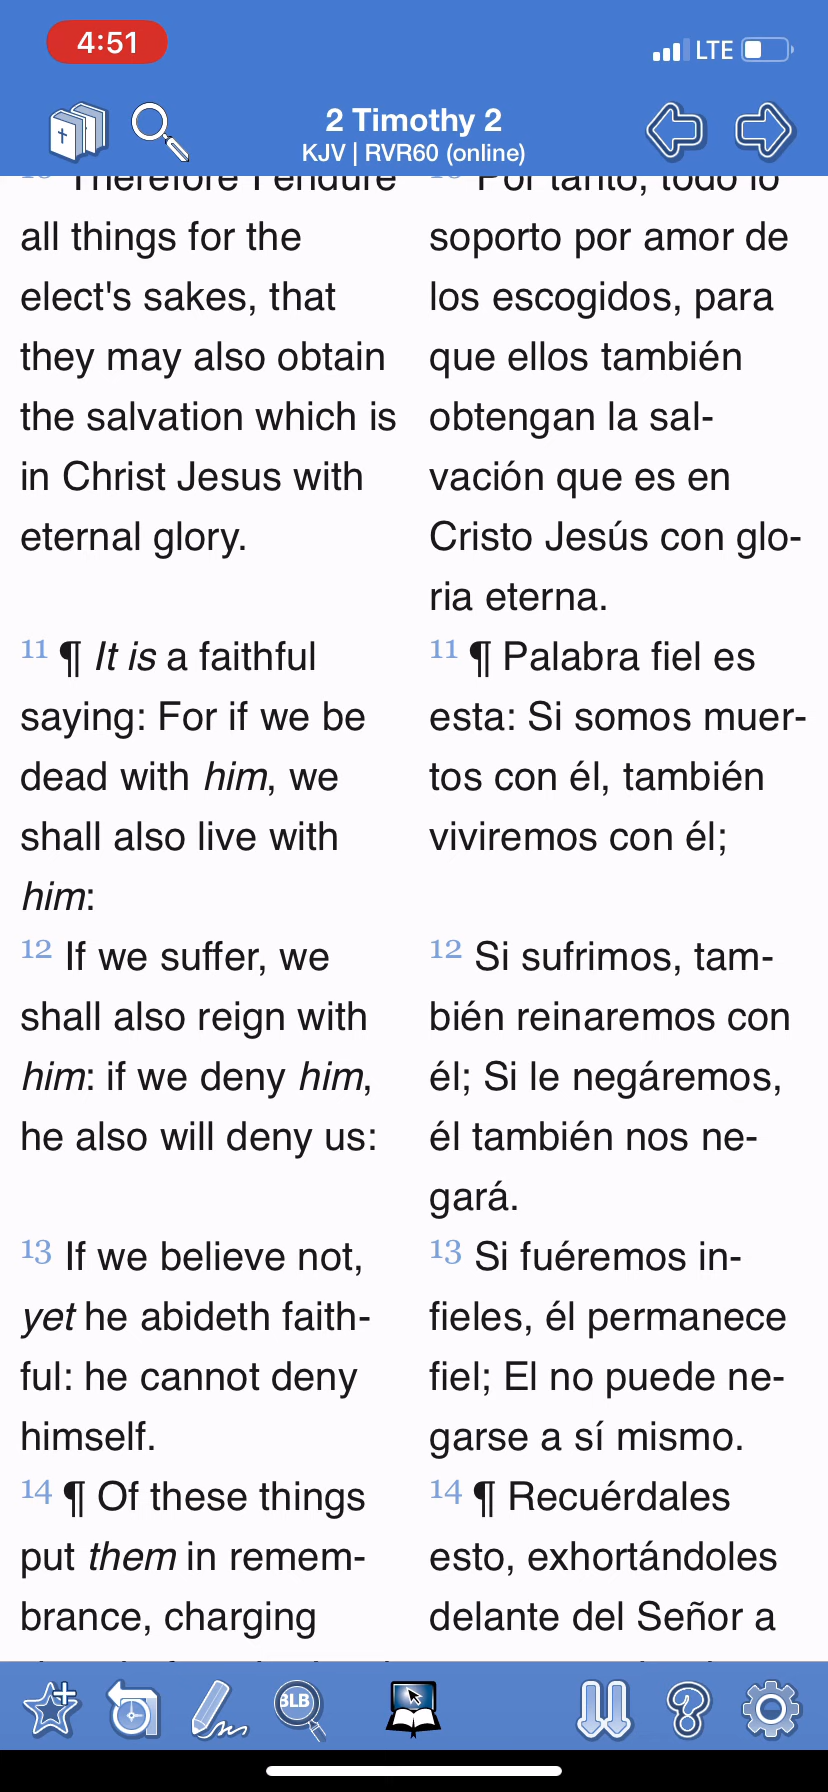 4:51
LTE
2 Timothy 2
KJV | RVR60 (online)
10 Therefore I endure
all things for the
elect's sakes, that
they may also obtain
the salvation which is
in Christ Jesus with
eternal glory.
11 ¶ It is a faithful
saying: For if we be
dead with him, we
shall also live with
him:
12 If we suffer, we
shall also reign with
him: if we deny him,
he also will deny us:
13 If we believe not,
yet he abideth faith-
ful: he cannot deny
himself.
14 ¶ Of these things
put them in remem-
brance, charging
10 Por tanto, todo lo
soporto por amor de
los escogidos, para
que ellos también
obtengan la sal-
vación que es en
Cristo Jesús con glo-
ria eterna.
11 ¶ Palabra fiel es
esta: Si somos muer-
tos con él, también
viviremos con él;
12 Si sufrimos, tam-
bién reinaremos con
él; Si le negáremos,
él también nos ne-
gará.
13 Si fuéremos in-
fieles, él permanece
fiel; El no puede ne-
garse a sí mismo.
14 ¶ Recuérdales
esto, exhortándoles
delante del Señor a
BLB